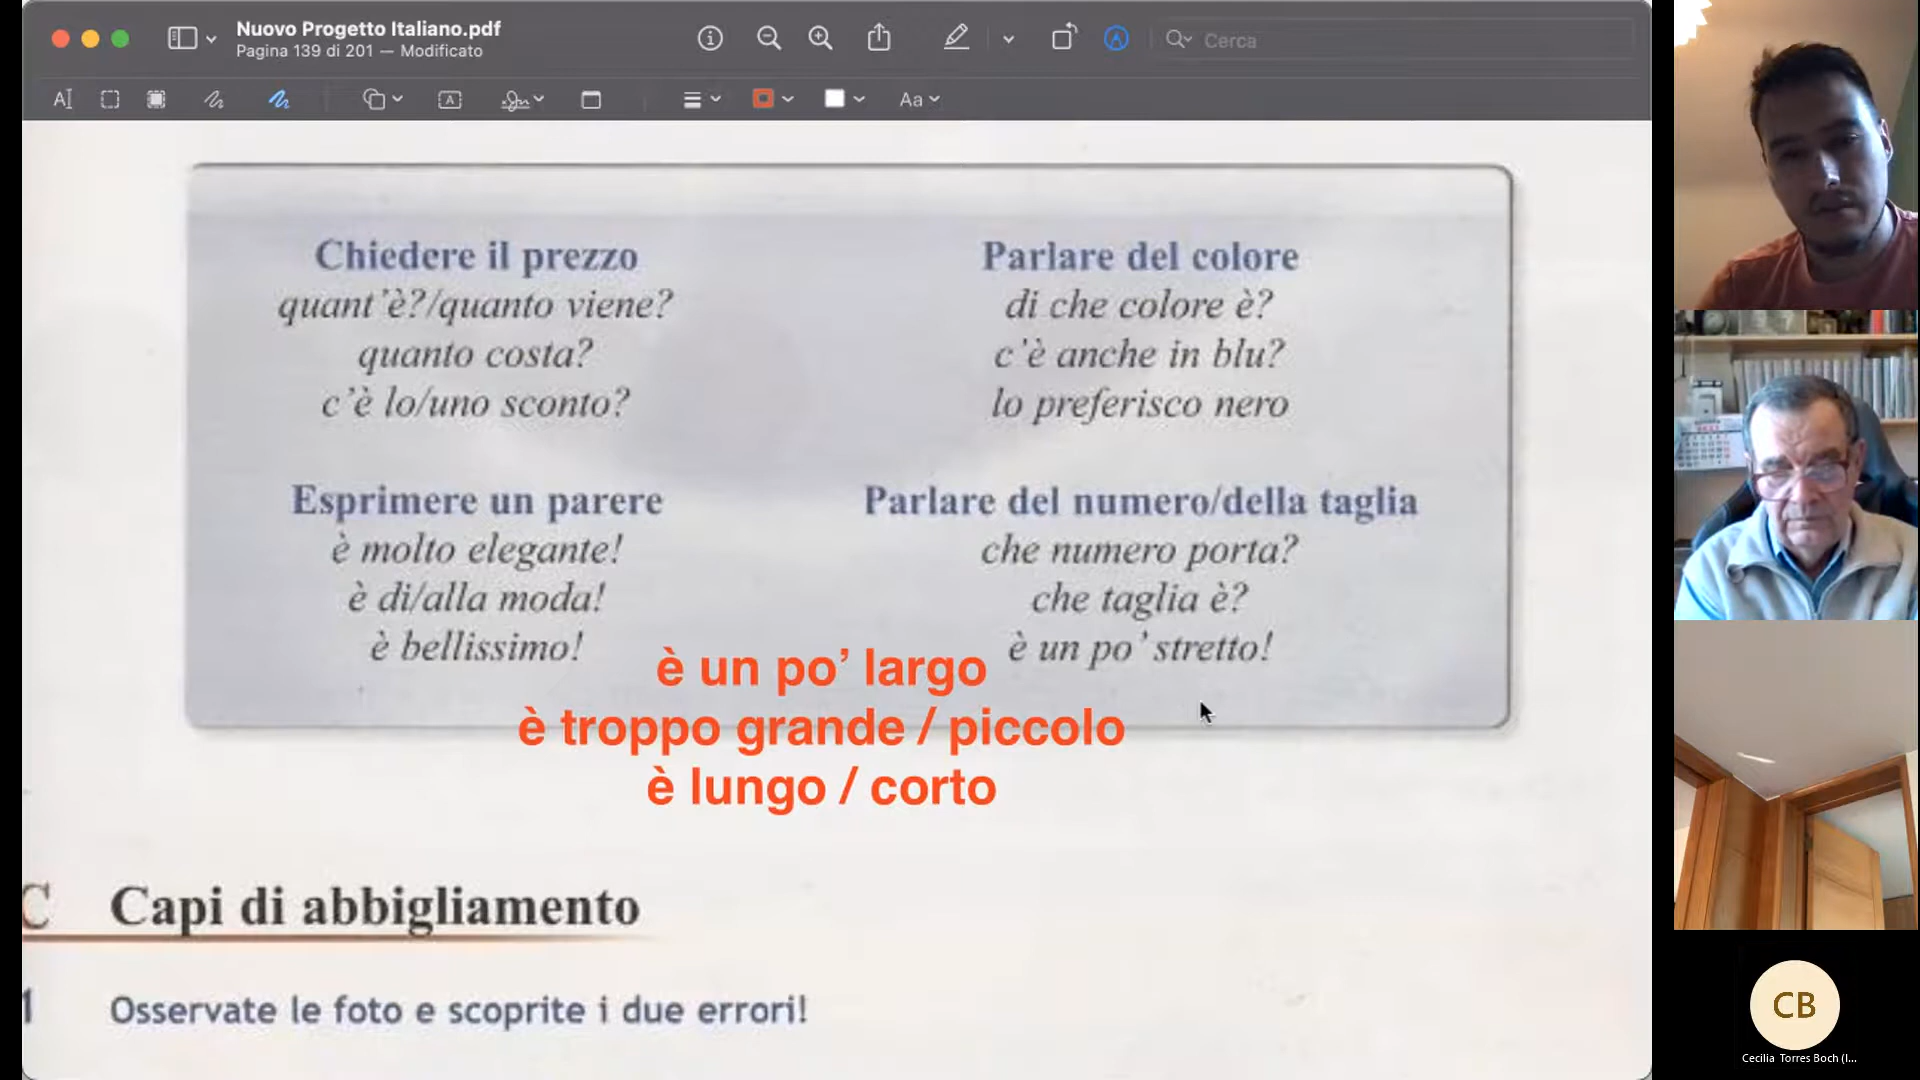 Nuovo Progetto Italiano.pdf
Pagina 139 di 201 — Modificato
Cerca
Aa
Chiedere il prezzo
quant'è?/quanto viene?
quanto costa?
c'è lo/uno sconto?
Parlare del colore
di che colore è?
c'è anche in blu?
lo preferisco nero
Esprimere un parere
è molto elegante!
è di/alla moda!
è bellissimo!
Parlare del numero/della taglia
che numero porta?
che taglia è?
è un po' stretto!
è un po' largo
è troppo grande / piccolo
è lungo / corto
C Capi di abbigliamento
1 Osservate le foto e scoprite i due errori!
CB
Cecilia Torres Boch (I...